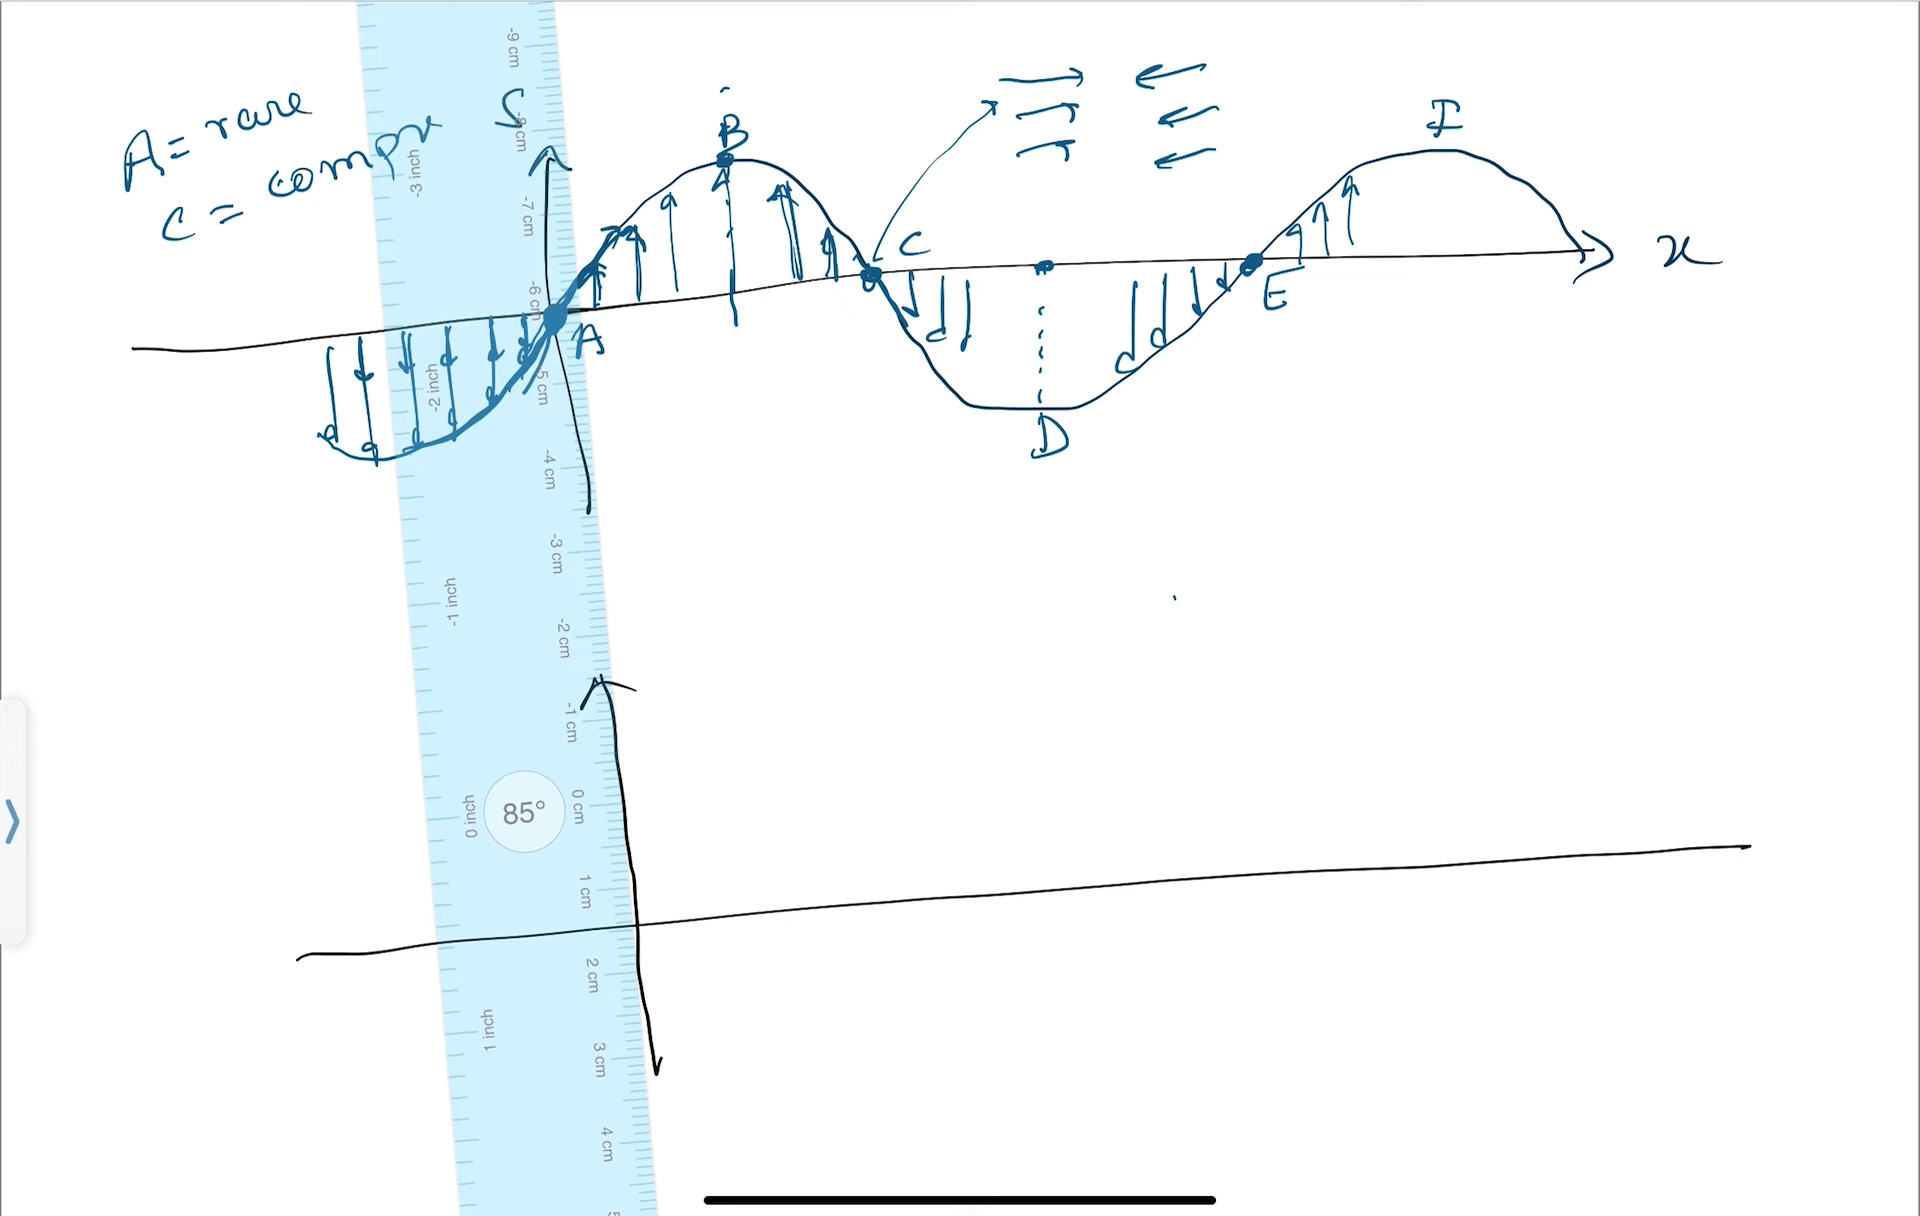 A = rare
C = compr
S
B
C
A
D
E
I
x
-9 cm
-8 cm
-7 cm
-6 cm
-5 cm
-4 cm
-3 cm
-2 cm
-1 cm
0 cm
1 cm
2 cm
3 cm
4 cm
-3 inch
-2 inch
-1 inch
0 inch
1 inch
85°